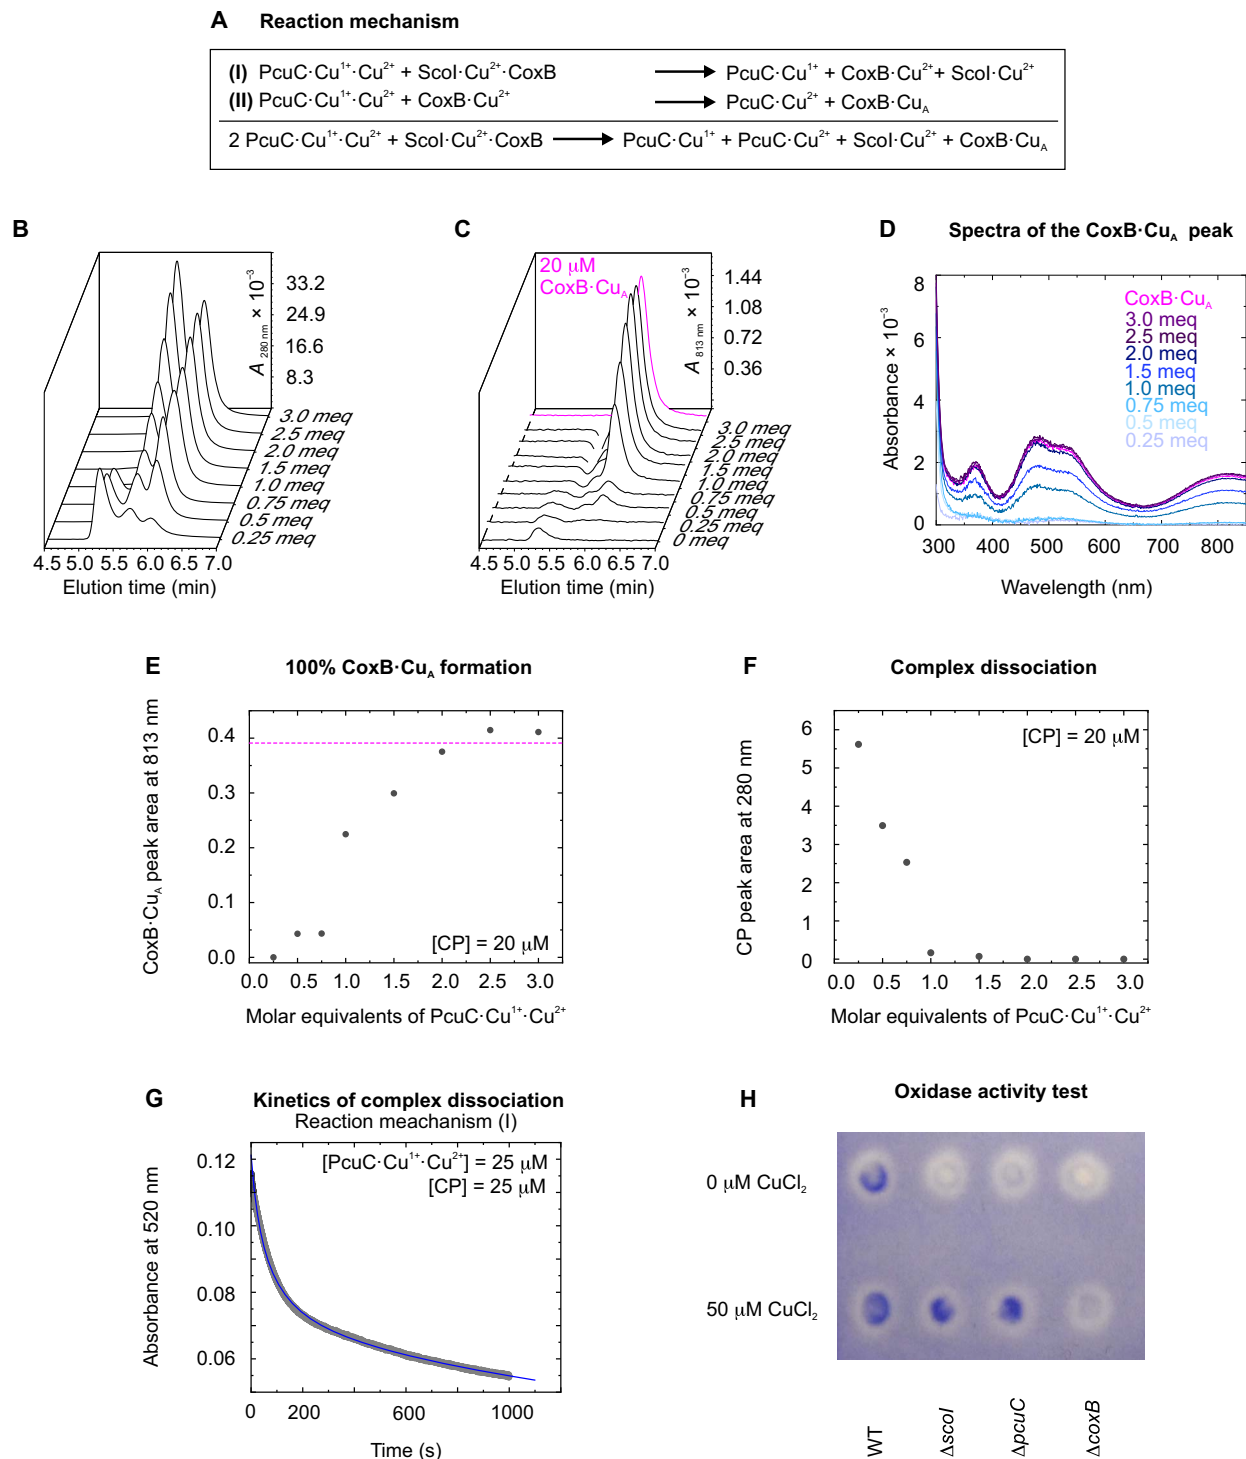 A Reaction mechanism
(I) PcuC·Cu¹⁺·Cu²⁺ + ScoI·Cu²⁺·CoxB → PcuC·Cu¹⁺ + CoxB·Cu²⁺ + ScoI·Cu²⁺
(II) PcuC·Cu¹⁺·Cu²⁺ + CoxB·Cu²⁺ → PcuC·Cu²⁺ + CoxB·Cu_A
2 PcuC·Cu¹⁺·Cu²⁺ + ScoI·Cu²⁺·CoxB → PcuC·Cu¹⁺ + PcuC·Cu²⁺ + ScoI·Cu²⁺ + CoxB·Cu_A
B
A 280 nm × 10⁻³
33.2
24.9
16.6
8.3
3.0 meq
2.5 meq
2.0 meq
1.5 meq
1.0 meq
0.75 meq
0.5 meq
0.25 meq
4.5 5.0 5.5 6.0 6.5 7.0
Elution time (min)
C
20 μM
CoxB·Cu_A
A 813 nm × 10⁻³
1.44
1.08
0.72
0.36
3.0 meq
2.5 meq
2.0 meq
1.5 meq
1.0 meq
0.75 meq
0.5 meq
0.25 meq
0 meq
4.5 5.0 5.5 6.0 6.5 7.0
Elution time (min)
D Spectra of the CoxB·Cu_A peak
Absorbance × 10⁻³
8
6
4
2
0
CoxB·Cu_A
3.0 meq
2.5 meq
2.0 meq
1.5 meq
1.0 meq
0.75 meq
0.5 meq
0.25 meq
300 400 500 600 700 800
Wavelength (nm)
E 100% CoxB·Cu_A formation
CoxB·Cu_A peak area at 813 nm
0.4
0.3
0.2
0.1
0.0
[CP] = 20 μM
0.0 0.5 1.0 1.5 2.0 2.5 3.0
Molar equivalents of PcuC·Cu¹⁺·Cu²⁺
F Complex dissociation
CP peak area at 280 nm
6
5
4
3
2
1
0
[CP] = 20 μM
0.0 0.5 1.0 1.5 2.0 2.5 3.0
Molar equivalents of PcuC·Cu¹⁺·Cu²⁺
G Kinetics of complex dissociation
Reaction meachanism (I)
Absorbance at 520 nm
0.12
0.10
0.08
0.06
[PcuC·Cu¹⁺·Cu²⁺] = 25 μM
[CP] = 25 μM
0 200 600 1000
Time (s)
H Oxidase activity test
0 μM CuCl₂
50 μM CuCl₂
WT
ΔscoI
ΔpcuC
ΔcoxB